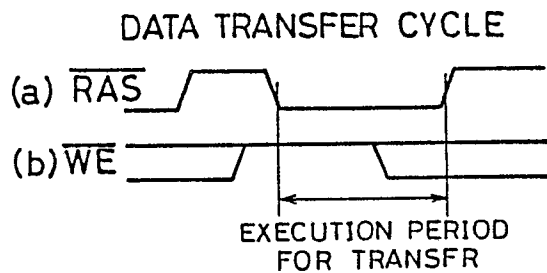 DATA TRANSFER CYCLE
(a) RAS
(b) WE
EXECUTION PERIOD
FOR TRANSFR